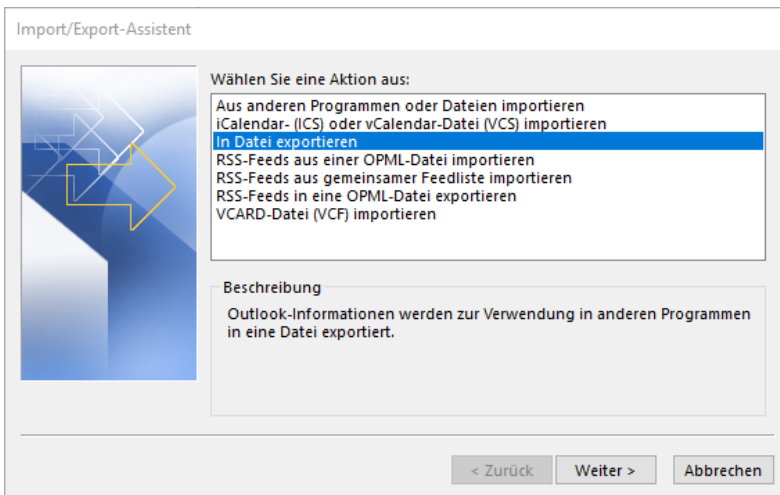 Import/Export-Assistent
Wählen Sie eine Aktion aus:
Aus anderen Programmen oder Dateien importieren
iCalendar- (ICS) oder vCalendar-Datei (VCS) importieren
In Datei exportieren
RSS-Feeds aus einer OPML-Datei importieren
RSS-Feeds aus gemeinsamer Feedliste importieren
RSS-Feeds in eine OPML-Datei exportieren
VCARD-Datei (VCF) importieren
Beschreibung
Outlook-Informationen werden zur Verwendung in anderen Programmen
in eine Datei exportiert.
< Zurück
Weiter >
Abbrechen